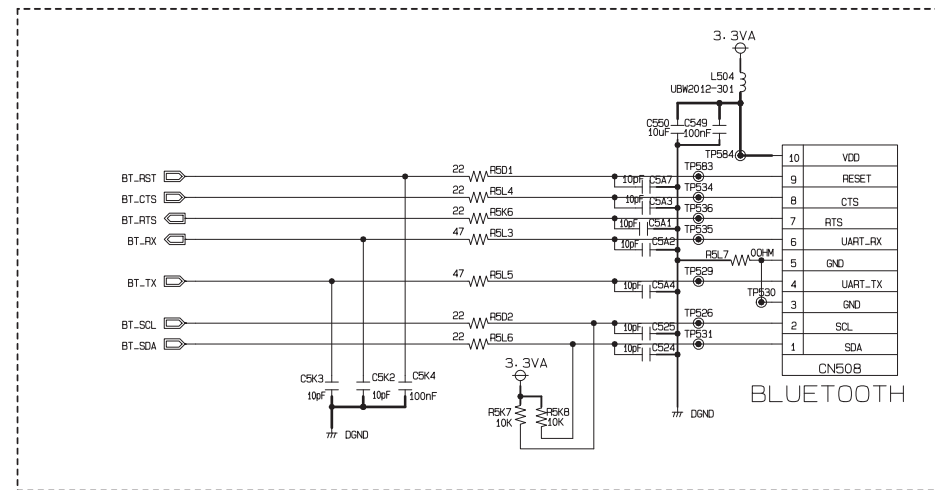 3.3VA
L504
UBW2012-301
C550 C549
10uF 100nF
TP584 10 VDD
BT_RST 22 R5D1 10pF C5A7 TP583 9 RESET
BT_CTS 22 R5L4 10pF C5A3 TP534 8 CTS
BT_RTS 22 R5K6 10pF C5A1 TP536 7 RTS
BT_RX 47 R5L3 10pF C5A2 TP535 6 UART_RX
R5L7 0OHM 5 GND
BT_TX 47 R5L5 10pF C5A4 TP529 4 UART_TX
TP530 3 GND
BT_SCL 22 R5D2 10pF C525 TP526 2 SCL
BT_SDA 22 R5L6 10pF C524 TP531 1 SDA
CN508
BLUETOOTH
3.3VA
C5K3 C5K2 C5K4
10pF 10pF 100nF
R5K7 R5K8
10K 10K
DGND
DGND